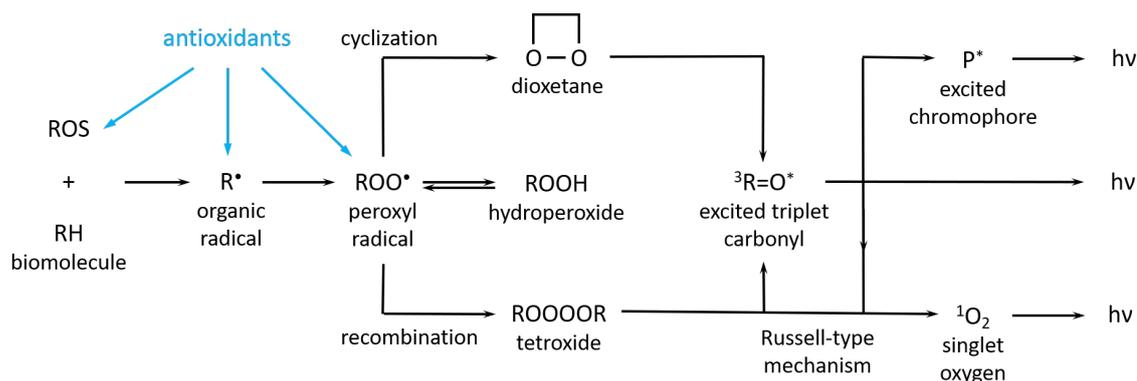 antioxidants
cyclization
O – O
dioxetane
P*
hν
excited
chromophore
ROS
+
R•
ROO•
ROOH
³R=O*
hν
organic
radical
peroxyl
radical
hydroperoxide
excited triplet
carbonyl
RH
biomolecule
recombination
ROOOOR
tetroxide
Russell-type
mechanism
¹O₂
hν
singlet
oxygen